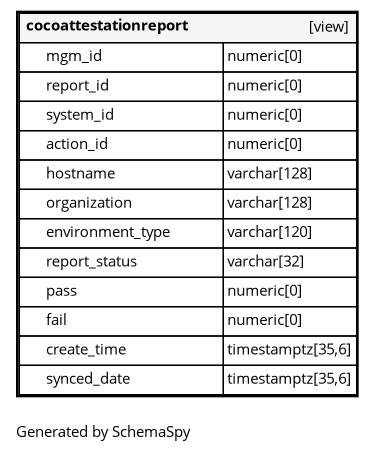 cocoattestationreport [view]
mgm_id numeric[0]
report_id numeric[0]
system_id numeric[0]
action_id numeric[0]
hostname varchar[128]
organization varchar[128]
environment_type varchar[120]
report_status varchar[32]
pass numeric[0]
fail numeric[0]
create_time timestamptz[35,6]
synced_date timestamptz[35,6]
Generated by SchemaSpy